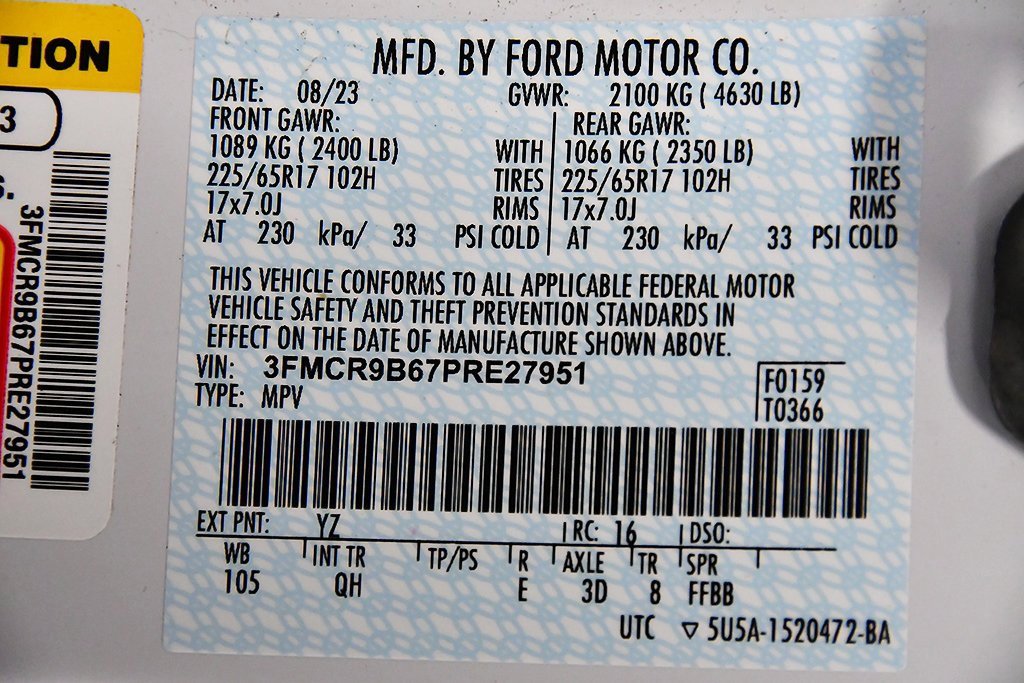 TION
3
3FMCR9B67PRE27951
MFD. BY FORD MOTOR CO.
DATE: 08/23 GVWR: 2100 KG ( 4630 LB)
FRONT GAWR: REAR GAWR:
1089 KG ( 2400 LB) WITH 1066 KG ( 2350 LB) WITH
225/65R17 102H TIRES 225/65R17 102H TIRES
17x7.0J RIMS 17x7.0J RIMS
AT 230 kPa/ 33 PSI COLD AT 230 kPa/ 33 PSI COLD
THIS VEHICLE CONFORMS TO ALL APPLICABLE FEDERAL MOTOR
VEHICLE SAFETY AND THEFT PREVENTION STANDARDS IN
EFFECT ON THE DATE OF MANUFACTURE SHOWN ABOVE.
VIN: 3FMCR9B67PRE27951
TYPE: MPV
F0159
T0366
EXT PNT: YZ RC: 16 DSO:
WB INT TR TP/PS R AXLE TR SPR
105 QH E 3D 8 FFBB
UTC ▽ 5U5A-1520472-BA